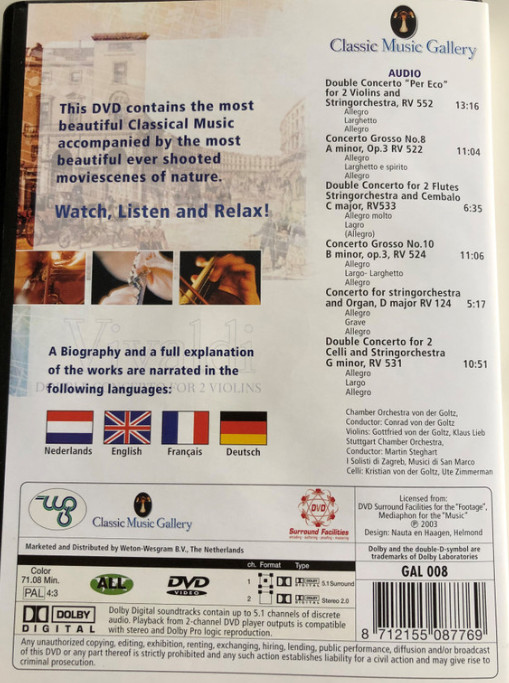 Classic Music Gallery
AUDIO
Double Concerto "Per Eco"
for 2 Violins and
Stringorchestra, RV 552 13:16
Allegro
Larghetto
Allegro
Concerto Grosso No.8
A minor, Op.3 RV 522 11:04
Allegro
Larghetto e spirito
Allegro
Double Concerto for 2 Flutes
Stringorchestra and Cembalo
C major, RV533 6:35
Allegro molto
Lagro
(Allegro)
Concerto Grosso No.10
B minor, op.3, RV 524 11:06
Allegro
Largo- Larghetto
Allegro
Concerto for stringorchestra
and Organ, D major RV 124 5:17
Allegro
Grave
Allegro
Double Concerto for 2
Celli and Stringorchestra
G minor, RV 531 10:51
Allegro
Largo
Allegro
Chamber Orchestra von der Goltz,
Conductor: Conrad von der Goltz
Violins: Gottfried von der Goltz, Klaus Lieb
Stuttgart Chamber Orchestra,
Conductor: Martin Steghart
I Solisti di Zagreb, Musici di San Marco
Celli: Kristian von der Goltz, Ute Zimmerman
This DVD contains the most
beautiful Classical Music
accompanied by the most
beautiful ever shooted
moviescenes of nature.
Watch, Listen and Relax!
Vivaldi
FOR 2 VIOLINS
A Biography and a full explanation
of the works are narrated in the
following languages:
Nederlands English Français Deutsch
wg
Classic Music Gallery
DVD
Surround Facilities
Licensed from:
DVD Surround Facilities for the "Footage",
Mediaphon for the "Music"
℗ 2003
Design: Nauta en Haagen, Helmond
Marketed and Distributed by Weton-Wesgram B.V., The Netherlands
Dolby and the double-D-symbol are
trademarks of Dolby Laboratories
Color
71.08 Min.
PAL 4:3
ALL
DVD
VIDEO
ch. Format Type
1 DOLBY DIGITAL 5.1 Surround
2 DOLBY DIGITAL Stereo 2.0
GAL 008
8 712155 087769
DOLBY
DIGITAL
Dolby Digital soundtracks contain up to 5.1 channels of discrete
audio. Playback from 2-channel DVD player outputs is compatible
with stereo and Dolby Pro logic reproduction.
Any unauthorized copying, editing, exhibition, renting, exchanging, hiring, lending, public performance, diffusion and/or broadcast
of this DVD or any part thereof is strictly prohibited and any such action establishes liability for a civil action and may give rise to
criminal prosecution.